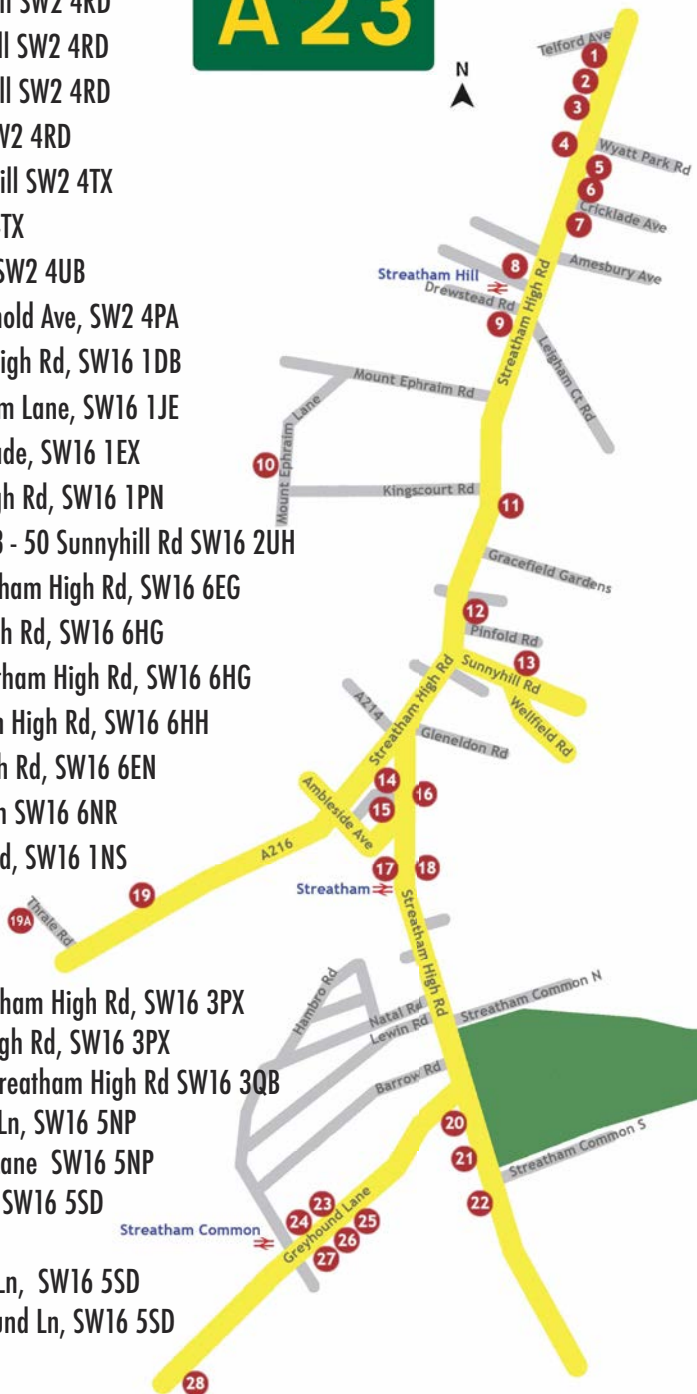 SW2 4RD
A23
ll SW2 4RD
ll SW2 4RD
SW2 4RD
ill SW2 4TX
4TX
SW2 4UB
nold Ave, SW2 4PA
High Rd, SW16 1DB
m Lane, SW16 1JE
ade, SW16 1EX
gh Rd, SW16 1PN
- 50 Sunnyhill Rd SW16 2UH
ham High Rd, SW16 6EG
h Rd, SW16 6HG
tham High Rd, SW16 6HG
m High Rd, SW16 6HH
h Rd, SW16 6EN
SW16 6NR
d, SW16 1NS
ham High Rd, SW16 3PX
gh Rd, SW16 3PX
Streatham High Rd SW16 3QB
Ln, SW16 5NP
ane SW16 5NP
SW16 5SD
Ln, SW16 5SD
und Ln, SW16 5SD
N
Telford Ave
1
2
3
4
Wyatt Park Rd
5
6
Cricklade Ave
7
Amesbury Ave
8
Streatham Hill
Drewstead Rd
9
Streatham High Rd
Leigham Ct Rd
Mount Ephraim Rd
Mount Ephraim Lane
10
Kingscourt Rd
11
Gracefield Gardens
12
Pinfold Rd
13
Sunnyhill Rd
Wellfield Rd
Streatham High Rd
A214
Gleneldon Rd
14
15
16
Ambleside Ave
A216
17
18
Streatham
19
19A
Thrale Rd
Streatham High Rd
Hambro Rd
Natal Rd
Lewin Rd
Streatham Common N
Barrow Rd
20
21
Streatham Common S
22
23
24
25
26
27
Greyhound Lane
Streatham Common
28